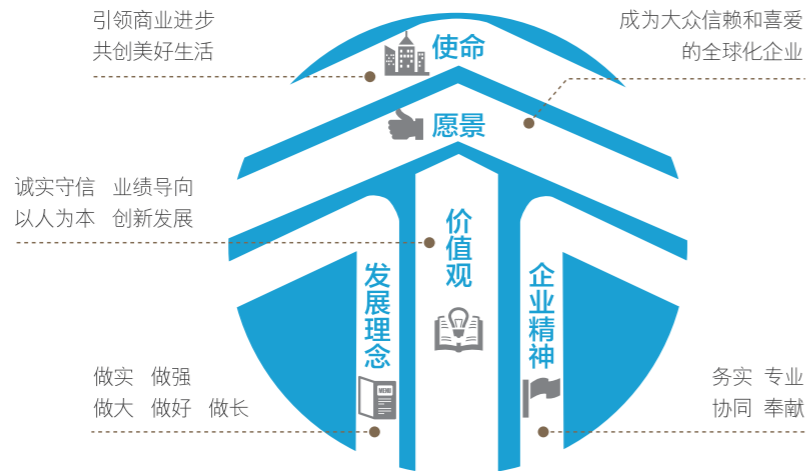 引领商业进步
共创美好生活
使命
成为大众信赖和喜爱
的全球化企业
愿景
诚实守信 业绩导向
以人为本 创新发展
价值观
发展理念
企业精神
做实 做强
做大 做好 做长
MEMO
务实 专业
协同 奉献